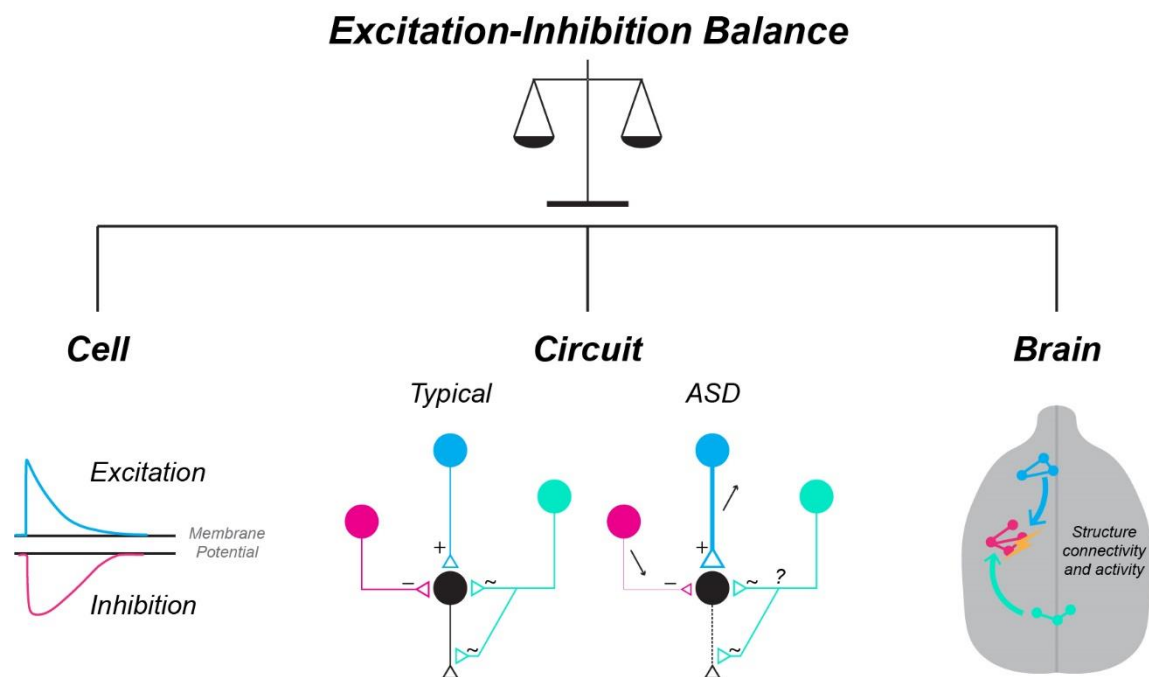 Excitation-Inhibition Balance
Cell
Circuit
Brain
Typical
ASD
Excitation
Membrane
Potential
Inhibition
+
−
~
~
+
−
~
?
~
Structure
connectivity
and activity